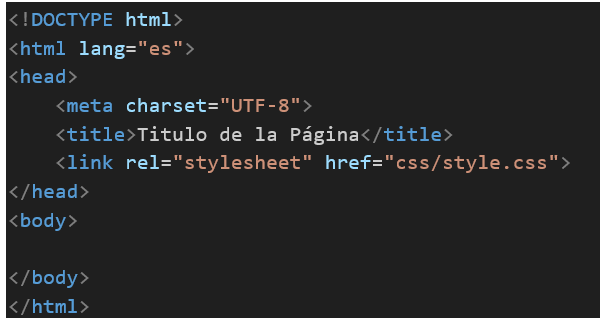 <!DOCTYPE html>
<html lang="es">
<head>
    <meta charset="UTF-8">
    <title>Titulo de la Página</title>
    <link rel="stylesheet" href="css/style.css">
</head>
<body>

</body>
</html>